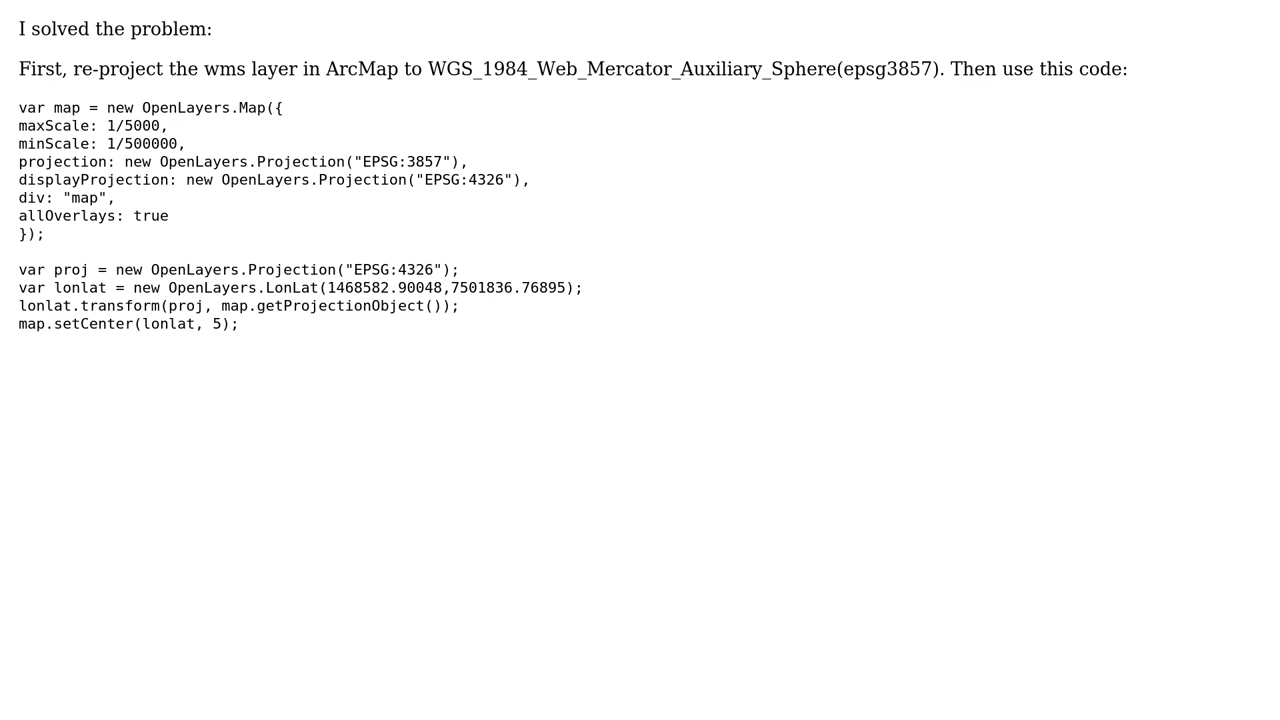 I solved the problem:
First, re-project the wms layer in ArcMap to WGS_1984_Web_Mercator_Auxiliary_Sphere(epsg3857). Then use this code:
var map = new OpenLayers.Map({
maxScale: 1/5000,
minScale: 1/500000,
projection: new OpenLayers.Projection("EPSG:3857"),
displayProjection: new OpenLayers.Projection("EPSG:4326"),
div: "map",
allOverlays: true
});
var proj = new OpenLayers.Projection("EPSG:4326");
var lonlat = new OpenLayers.LonLat(1468582.90048,7501836.76895);
lonlat.transform(proj, map.getProjectionObject());
map.setCenter(lonlat, 5);